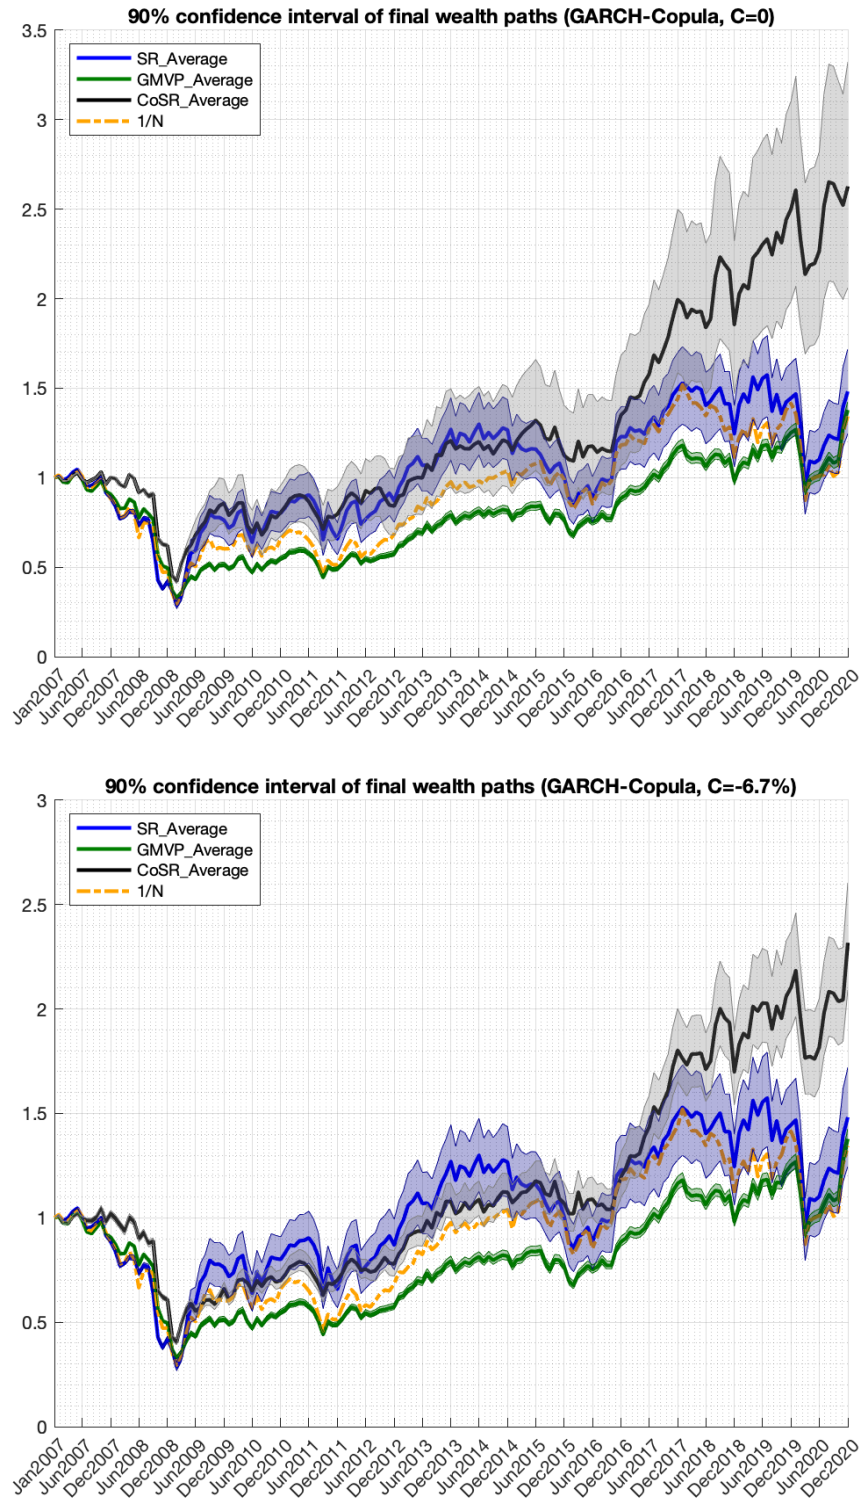 90% confidence interval of final wealth paths (GARCH-Copula, C=0)
3.5
3
2.5
2
1.5
1
0.5
0
SR_Average
GMVP_Average
CoSR_Average
1/N
Jan2007
Jun2007
Dec2007
Jun2008
Dec2008
Jun2009
Dec2009
Jun2010
Dec2010
Jun2011
Dec2011
Jun2012
Dec2012
Jun2013
Dec2013
Jun2014
Dec2014
Jun2015
Dec2015
Jun2015
Dec2016
Jun2017
Dec2017
Jun2018
Dec2018
Jun2019
Dec2019
Jun2020
Dec2020
90% confidence interval of final wealth paths (GARCH-Copula, C=-6.7%)
3
2.5
2
1.5
1
0.5
0
SR_Average
GMVP_Average
CoSR_Average
1/N
Jan2007
Jun2007
Dec2007
Jun2008
Dec2008
Jun2009
Dec2009
Jun2010
Dec2010
Jun2011
Dec2011
Jun2012
Dec2012
Jun2013
Dec2013
Jun2014
Dec2014
Jun2015
Dec2015
Jun2015
Dec2016
Jun2017
Dec2017
Jun2018
Dec2018
Jun2019
Dec2019
Jun2020
Dec2020